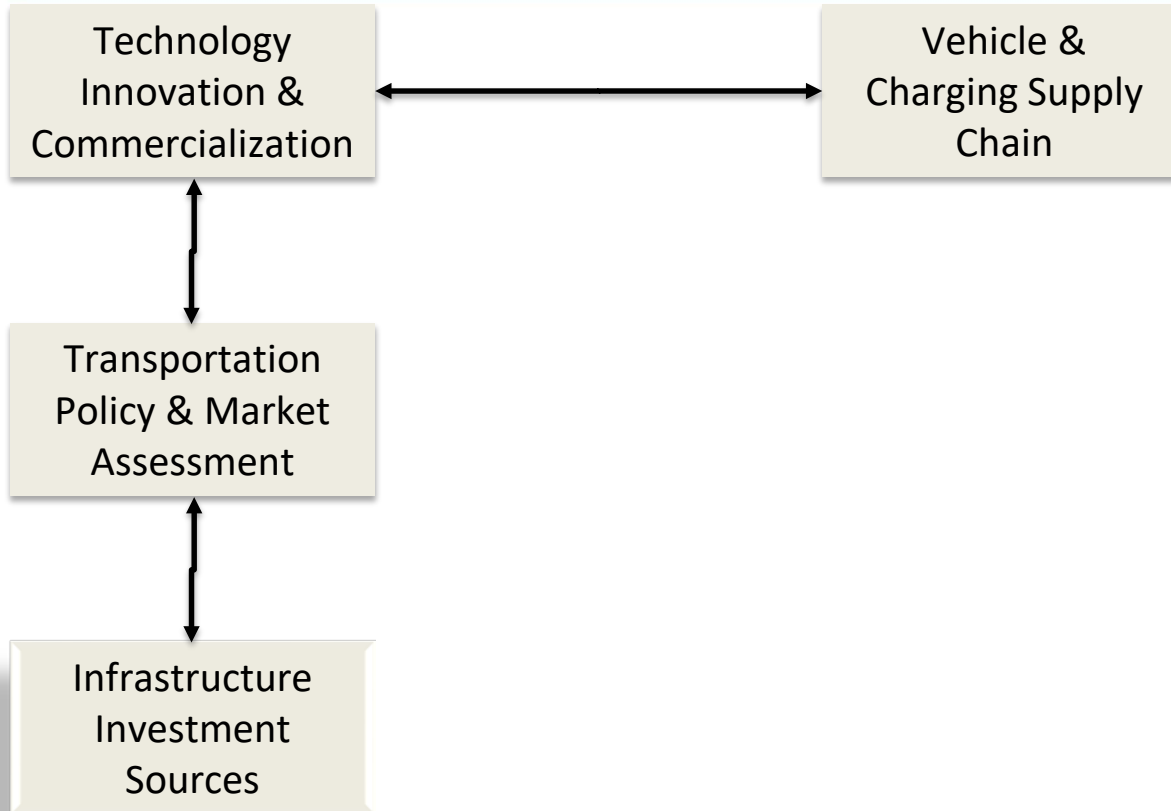 Technology
Innovation &
Commercialization
Vehicle &
Charging Supply
Chain
Transportation
Policy & Market
Assessment
Infrastructure
Investment
Sources